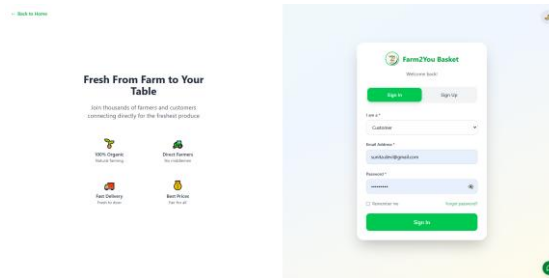 ← Back to Home
Fresh From Farm to Your
Table
Join thousands of farmers and customers
connecting directly for the freshest produce
100% Organic
Natural farming
Direct Farmers
No middlemen
Fast Delivery
Fresh to door
Best Prices
Fair for all
Farm2You Basket
Welcome back!
Sign In
Sign Up
I am a *
Customer
Email Address *
Password *
Remember me
Forgot password?
Sign In